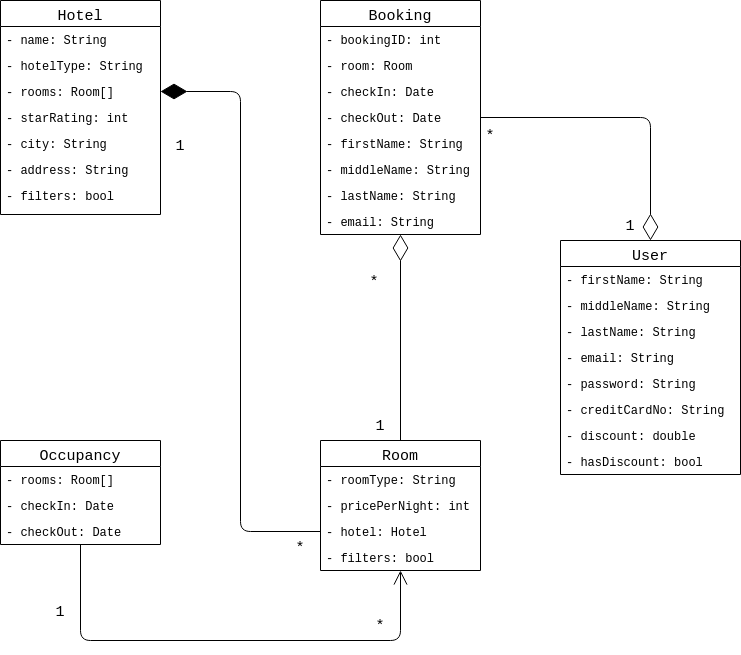 Hotel
- name: String
- hotelType: String
- rooms: Room[]
- starRating: int
- city: String
- address: String
- filters: bool
1
Booking
- bookingID: int
- room: Room
- checkIn: Date
- checkOut: Date
- firstName: String
- middleName: String
- lastName: String
- email: String
*
*
1
User
- firstName: String
- middleName: String
- lastName: String
- email: String
- password: String
- creditCardNo: String
- discount: double
- hasDiscount: bool
1
Occupancy
- rooms: Room[]
- checkIn: Date
- checkOut: Date
Room
- roomType: String
- pricePerNight: int
- hotel: Hotel
- filters: bool
*
1
*